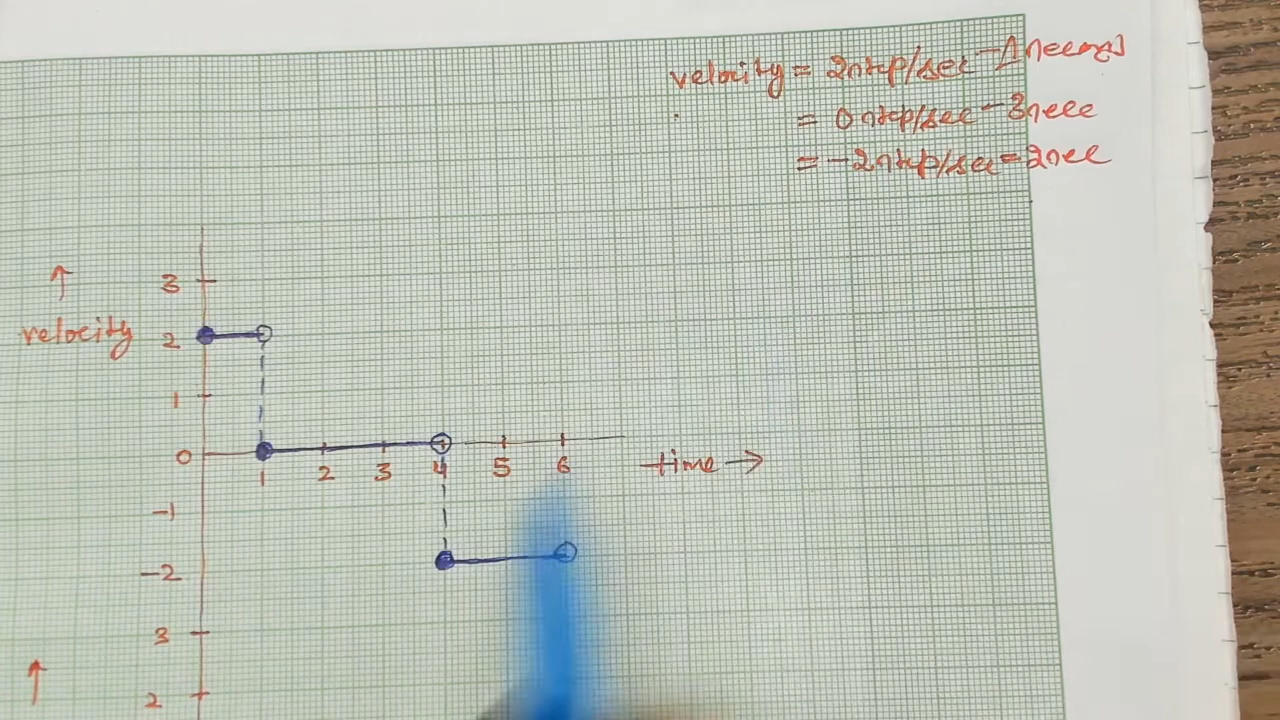 velocity = 2 step/sec - 1 second
= 0 step/sec - 3 sec
= -2 step/sec - 2 sec
↑
3
velocity
2
1
0
1 2 3 4 5 6 time →
-1
-2
3
↑
2